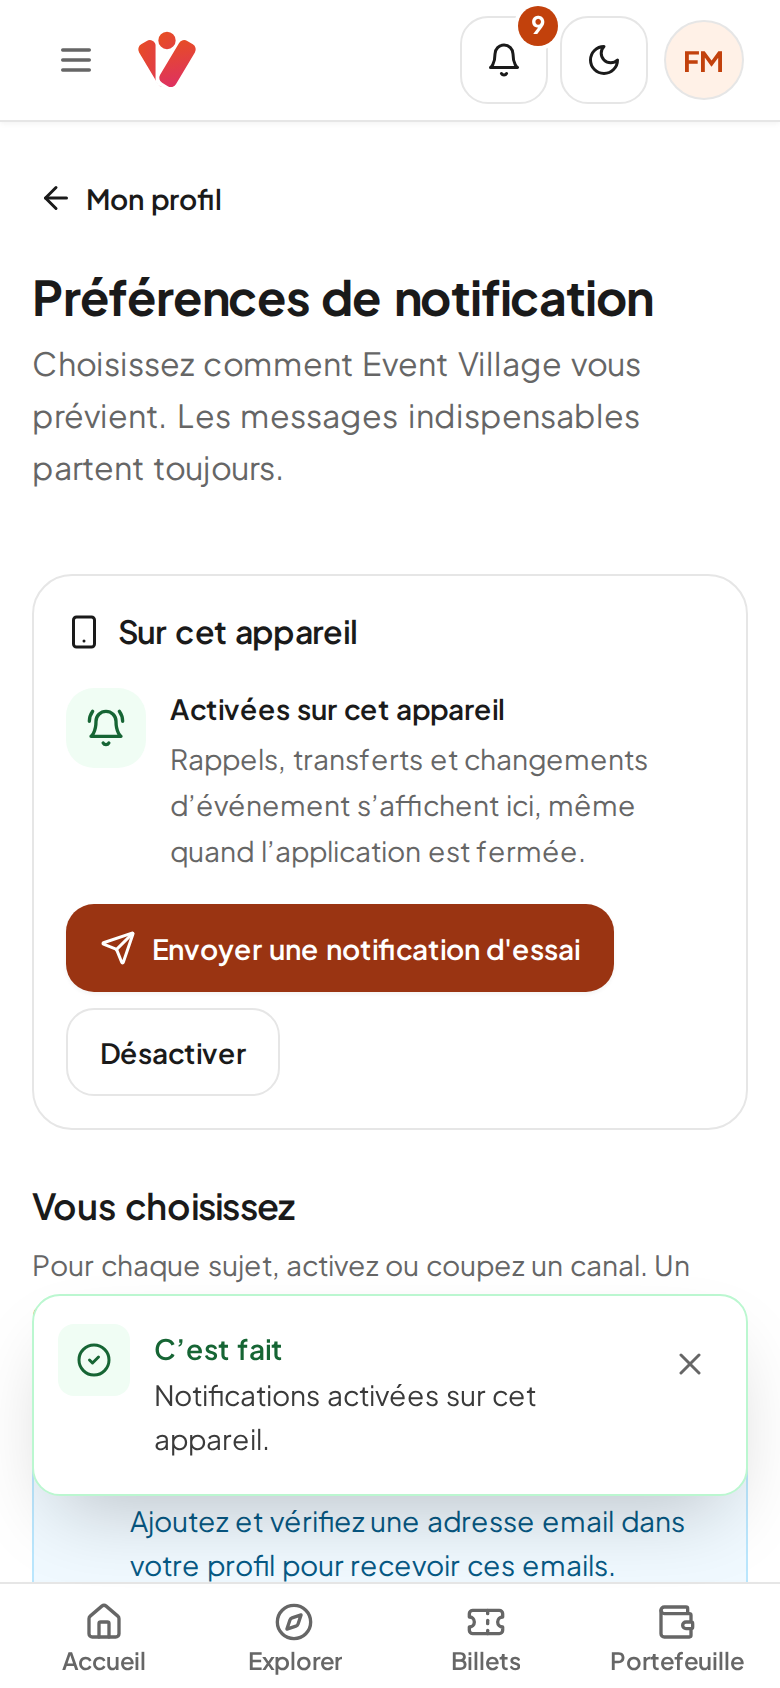 9
FM
Mon profil
Préférences de notification
Choisissez comment Event Village vous
prévient. Les messages indispensables
partent toujours.
Sur cet appareil
Activées sur cet appareil
Rappels, transferts et changements
d’événement s’affichent ici, même
quand l’application est fermée.
Envoyer une notification d'essai
Désactiver
Vous choisissez
Pour chaque sujet, activez ou coupez un canal. Un
C’est fait
Notifications activées sur cet
appareil.
Ajoutez et vérifiez une adresse email dans
votre profil pour recevoir ces emails.
Accueil
Explorer
Billets
Portefeuille